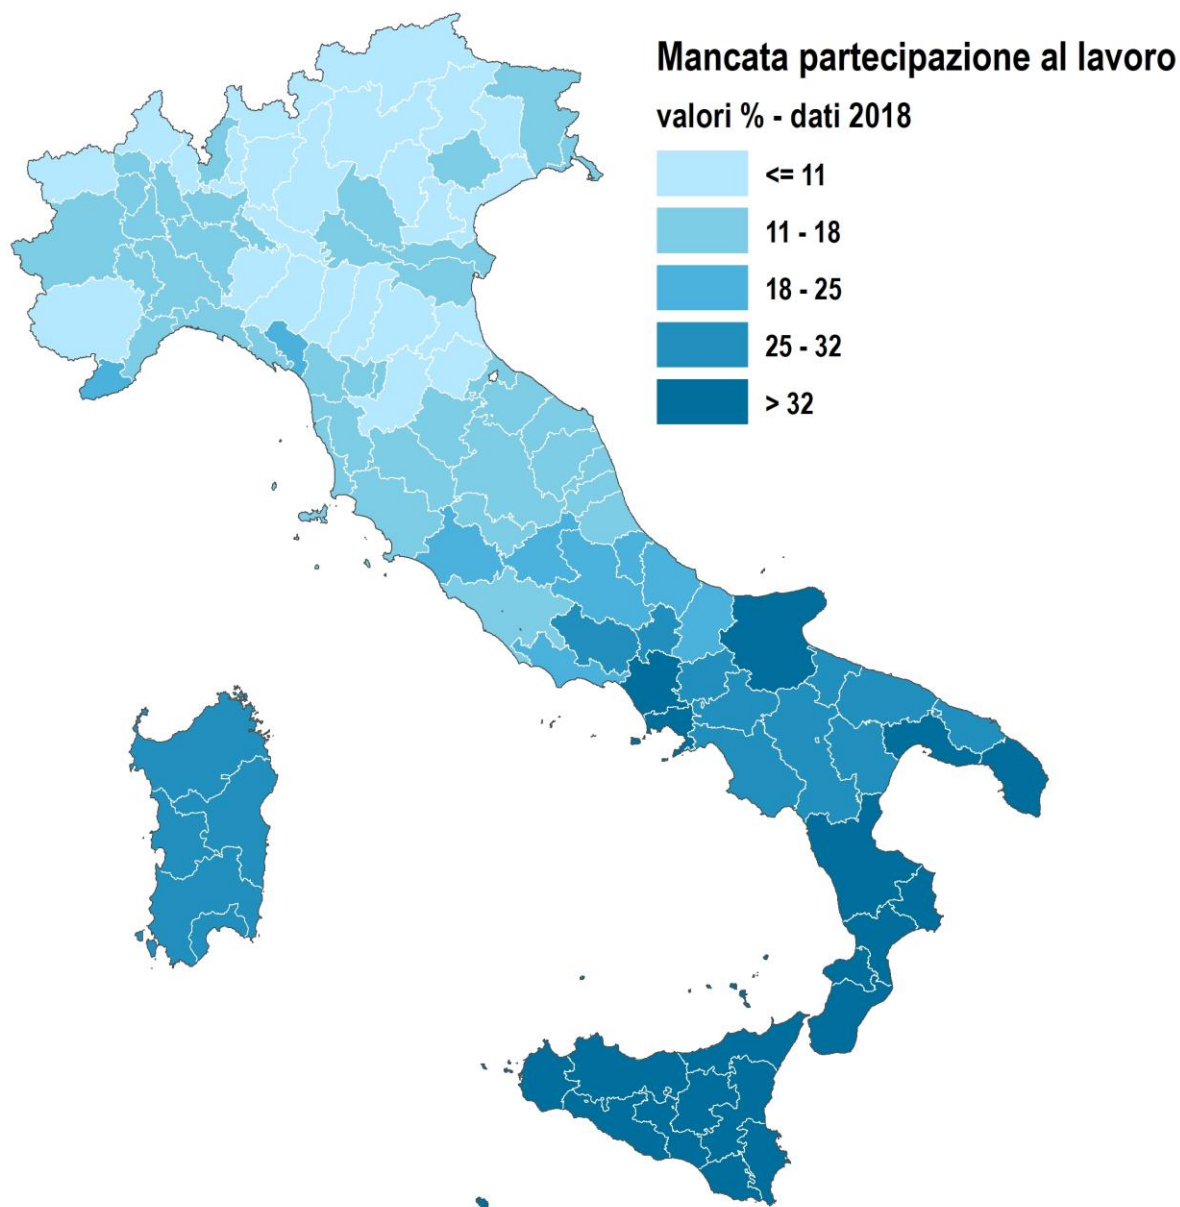 Mancata partecipazione al lavoro
valori % - dati 2018
<= 11
11 - 18
18 - 25
25 - 32
> 32